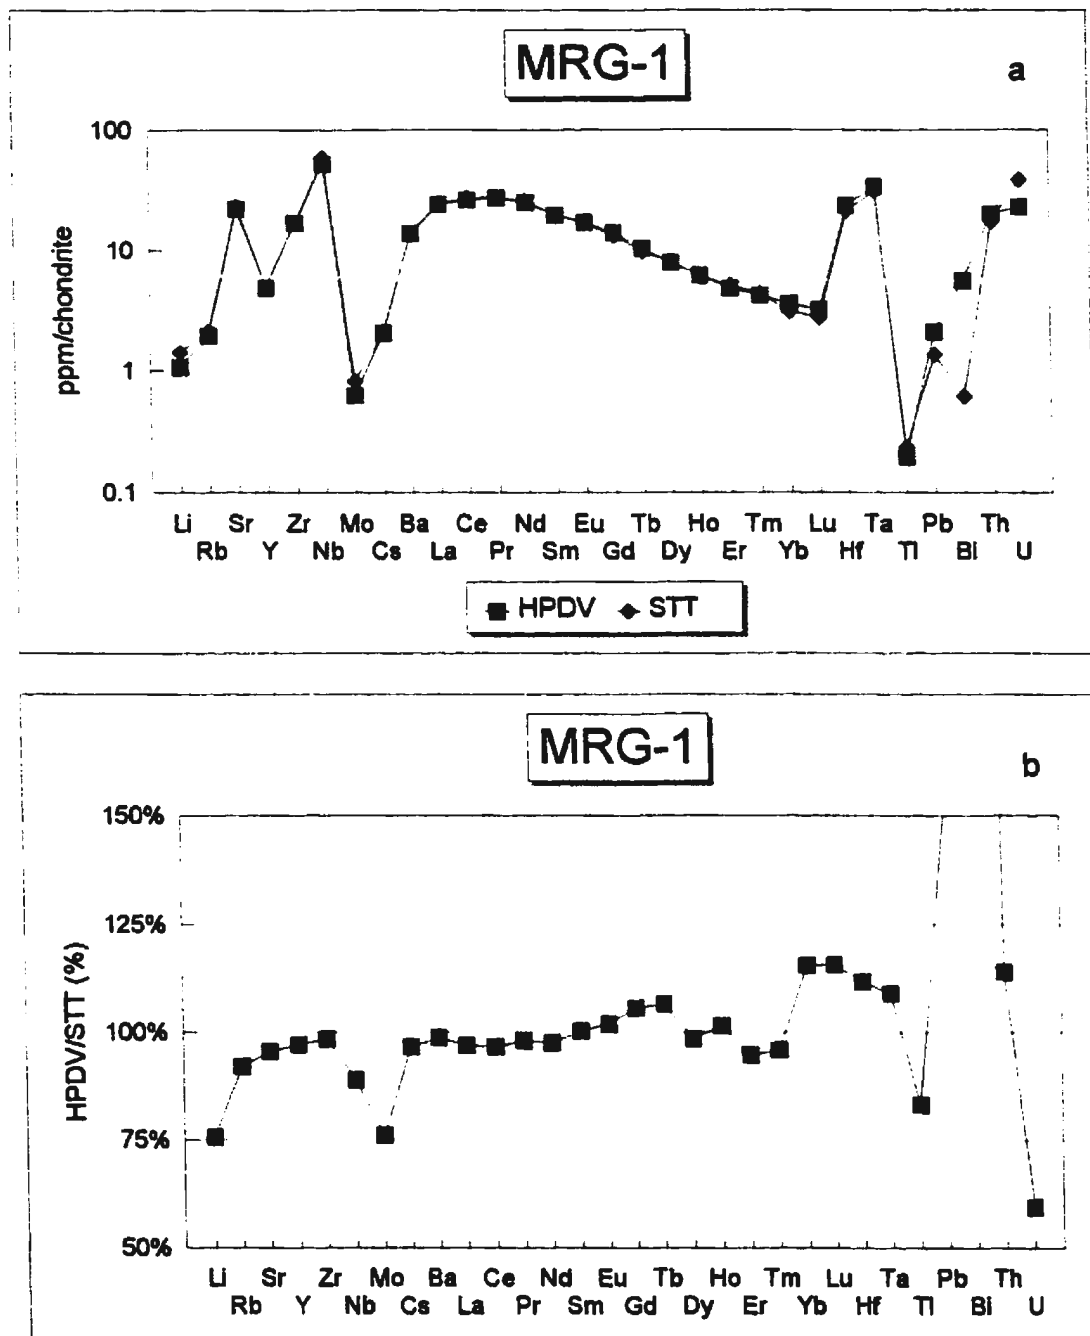 MRG-1
a
100
10
1
0.1
ppm/chondrite
Li Sr Zr Mo Ba Ce Nd Eu Tb Ho Tm Lu Ta Pb Th
Rb Y Nb Cs La Pr Sm Gd Dy Er Yb Hf Tl Bi U
HPDV STT
MRG-1
b
150%
125%
100%
75%
50%
HPDV/STT (%)
Li Sr Zr Mo Ba Ce Nd Eu Tb Ho Tm Lu Ta Pb Th
Rb Y Nb Cs La Pr Sm Gd Dy Er Yb Hf Tl Bi U